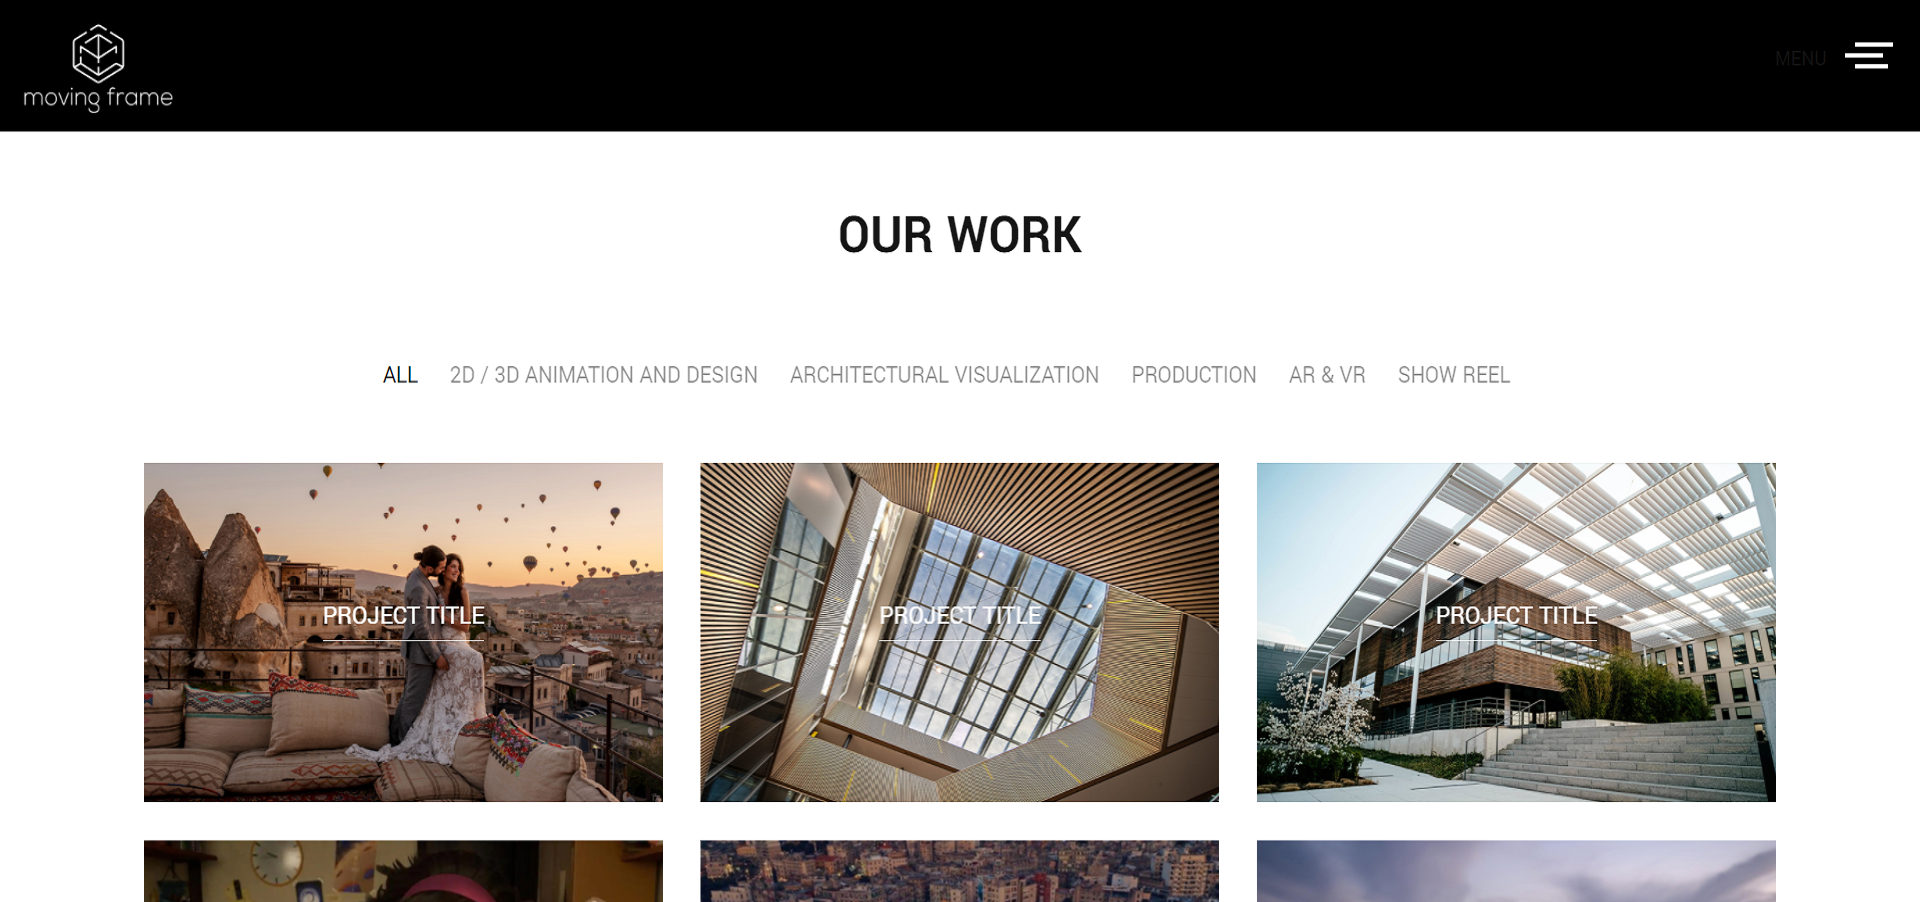 moving frame
MENU
OUR WORK
ALL 2D / 3D ANIMATION AND DESIGN ARCHITECTURAL VISUALIZATION PRODUCTION AR & VR SHOW REEL
PROJECT TITLE PROJECT TITLE PROJECT TITLE